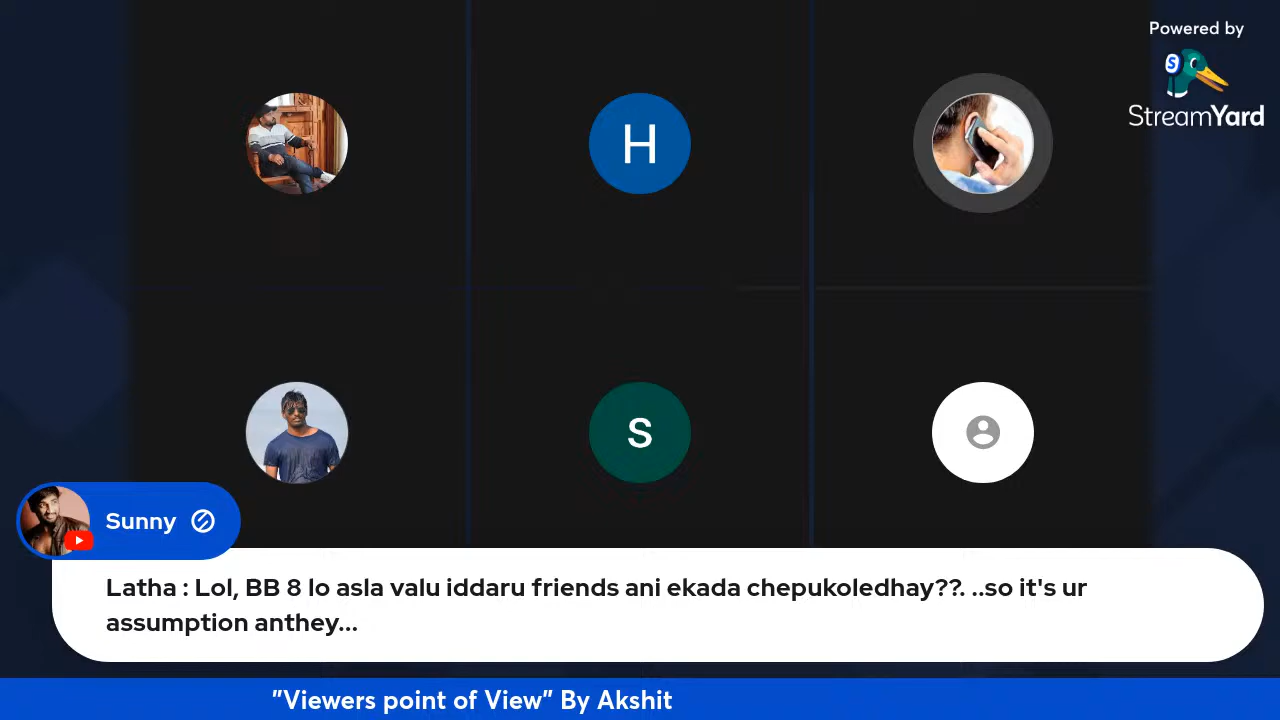 Powered by
S
StreamYard
H
S
Sunny
Latha : Lol, BB 8 lo asla valu iddaru friends ani ekada chepukoledhay??. ..so it's ur
assumption anthey...
"Viewers point of View" By Akshit